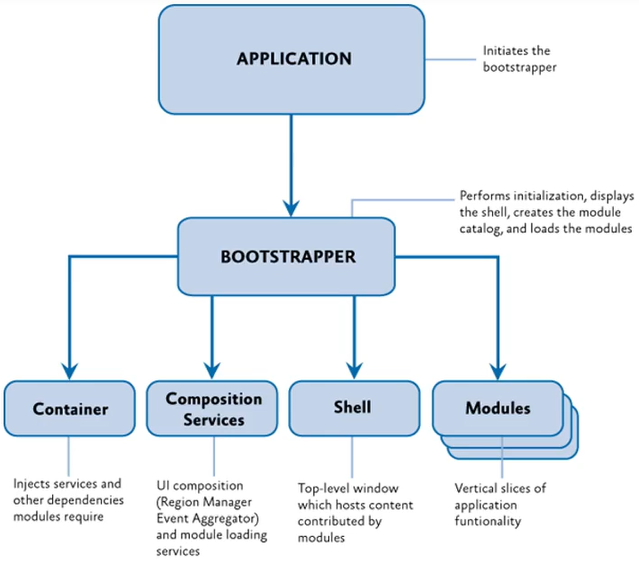 APPLICATION
Initiates the
bootstrapper
Performs initialization, displays
the shell, creates the module
catalog, and loads the modules
BOOTSTRAPPER
Container
Composition
Services
Shell
Modules
Injects services and
other dependencies
modules require
UI composition
(Region Manager
Event Aggregator)
and module loading
services
Top-level window
which hosts content
contributed by
modules
Vertical slices of
application
funtionality